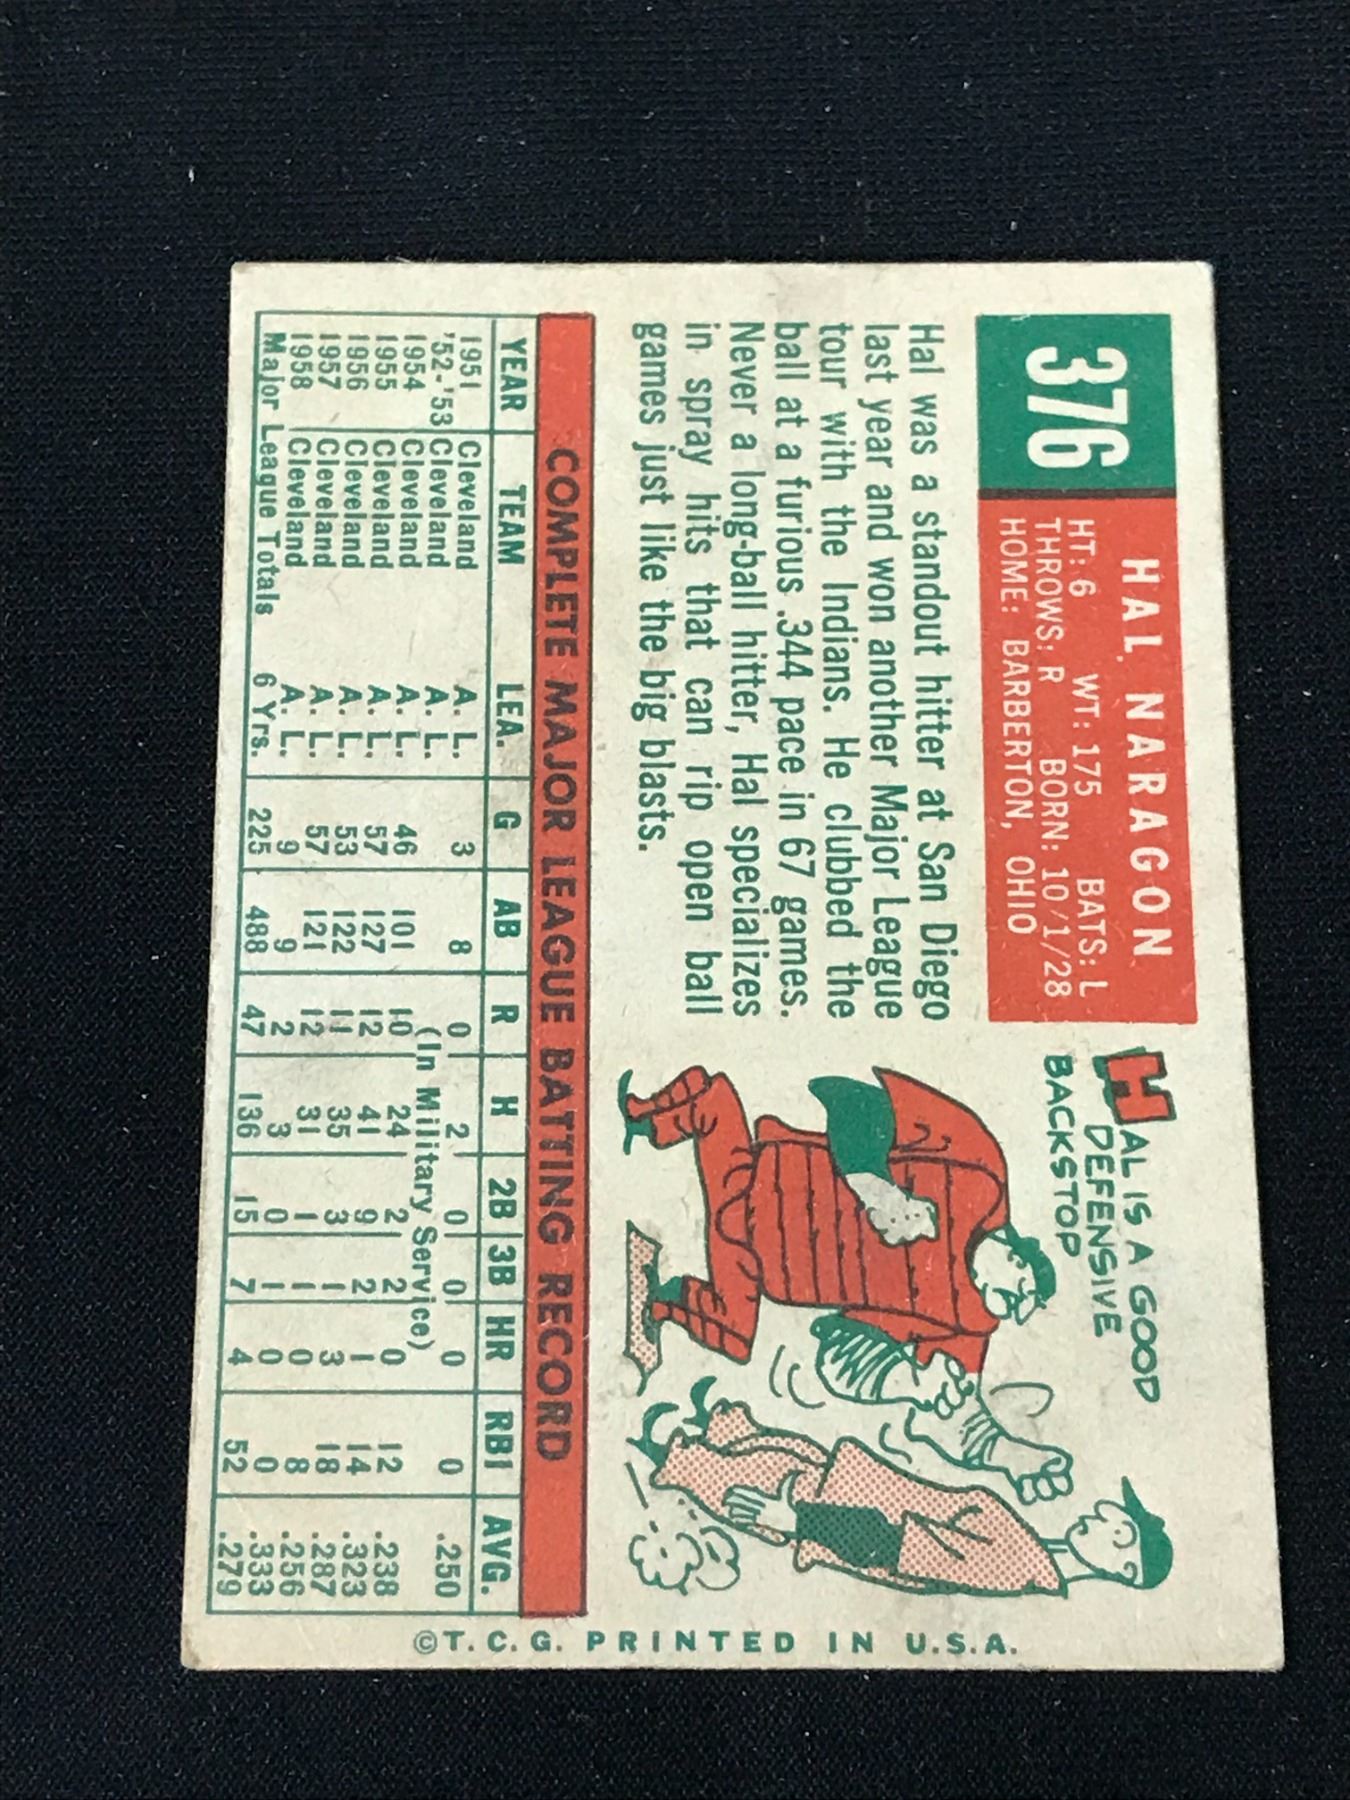 376
HAL NARAGON
HT: 6 WT: 175 BATS: L
THROWS: R BORN: 10/1/28
HOME: BARBERTON, OHIO
HAL IS A GOOD
DEFENSIVE
BACKSTOP
Hal was a standout hitter at San Diego
last year and won another Major League
tour with the Indians. He clubbed the
ball at a furious .344 pace in 67 games.
Never a long-ball hitter, Hal specializes
in spray hits that can rip open ball
games just like the big blasts.
COMPLETE MAJOR LEAGUE BATTING RECORD
YEAR TEAM LEA. G AB R H 2B 3B HR RBI AVG.
1951 Cleveland A. L. 3 8 0 2 0 0 0 0 .250
'52-'53 Cleveland A. L. (In Military Service)
1954 Cleveland A. L. 46 101 10 24 2 2 0 12 .238
1955 Cleveland A. L. 57 127 12 41 9 2 1 14 .323
1956 Cleveland A. L. 53 122 11 35 3 1 3 18 .287
1957 Cleveland A. L. 57 121 12 31 1 1 0 8 .256
1958 Cleveland A. L. 9 9 2 3 0 1 0 0 .333
Major League Totals 6 Yrs. 225 488 47 136 15 7 4 52 .279
©T. C. G. PRINTED IN U.S.A.